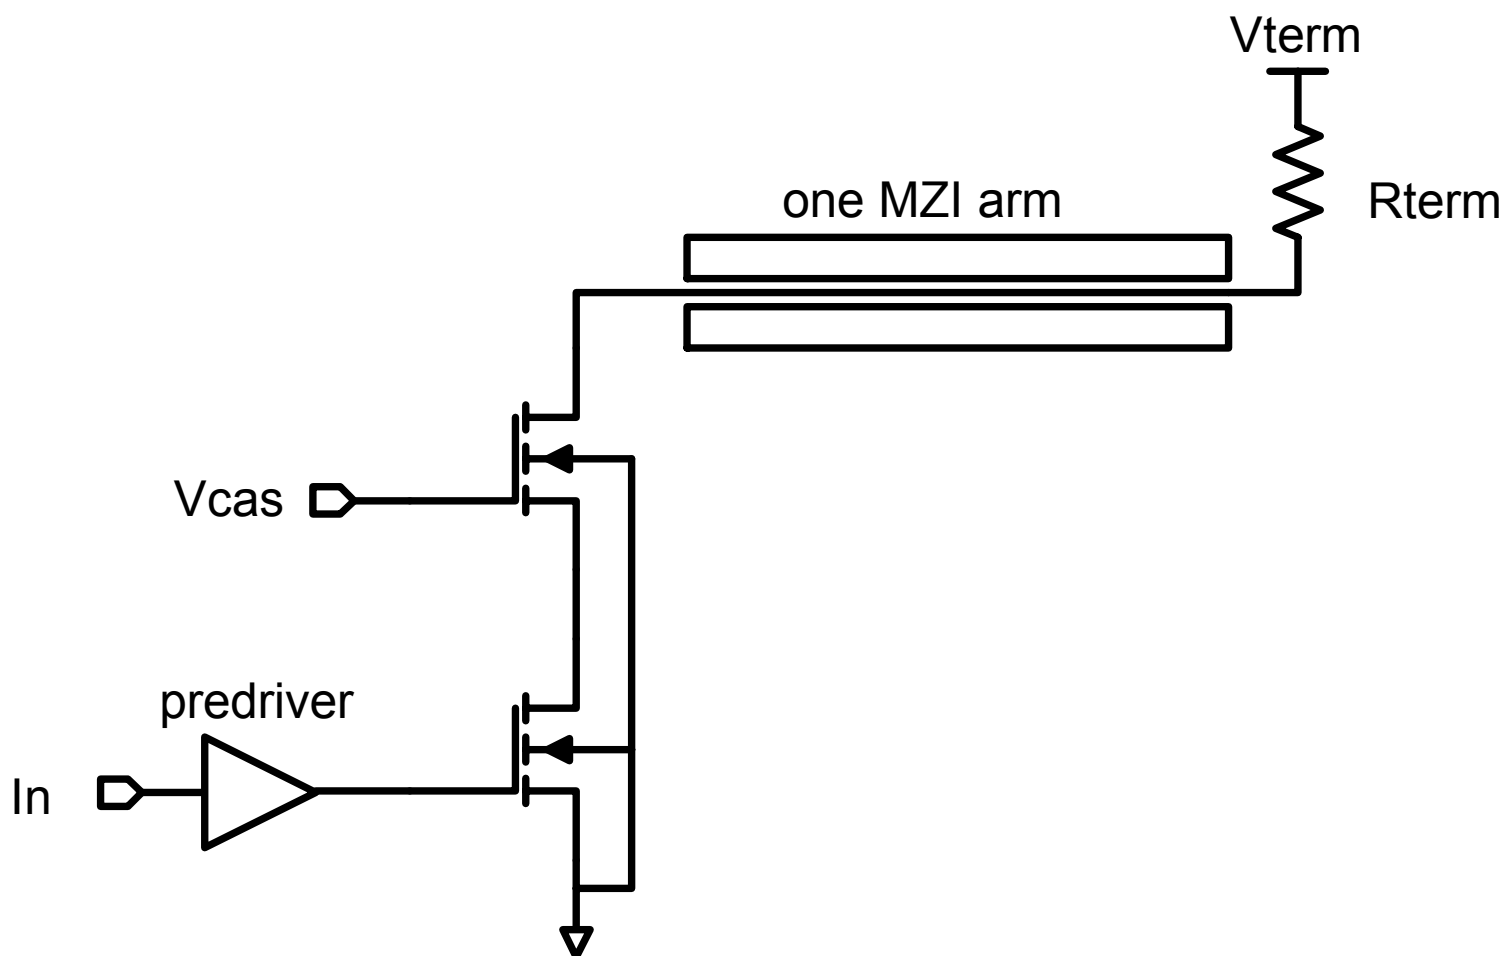 Vterm
one MZI arm
Rterm
Vcas
predriver
In